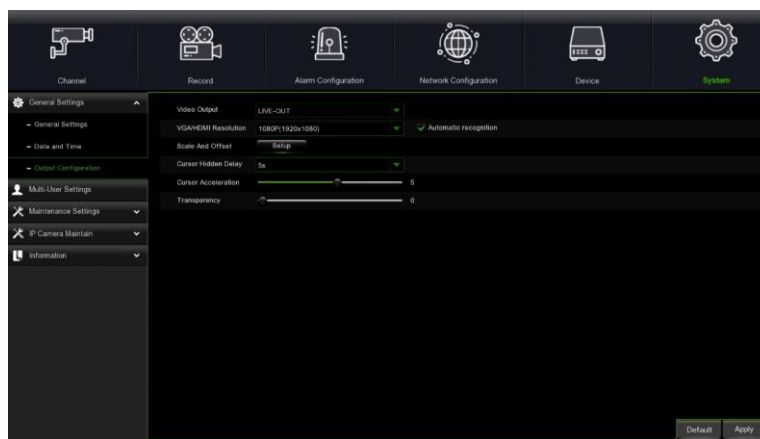 Channel
Record
Alarm Configuration
Network Configuration
Device
System
General Settings
General Settings
Date and Time
Output Configuration
Multi-User Settings
Maintenance Settings
IP Camera Maintain
Information
Video Output LIVE-OUT
VGA/HDMI Resolution 1080P(1920x1080) Automatic recognition
Scale And Offset Setup
Cursor Hidden Delay 5s
Cursor Acceleration 5
Transparency 0
Default Apply